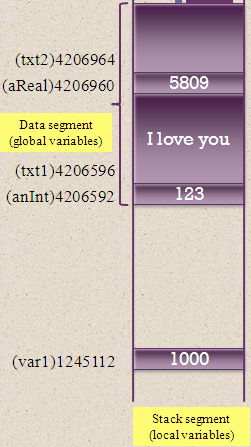 (txt2)4206964
(aReal)4206960 5809
Data segment
(global variables)
I love you
(txt1)4206596
(anInt)4206592 123
(var1)1245112 1000
Stack segment
(local variables)